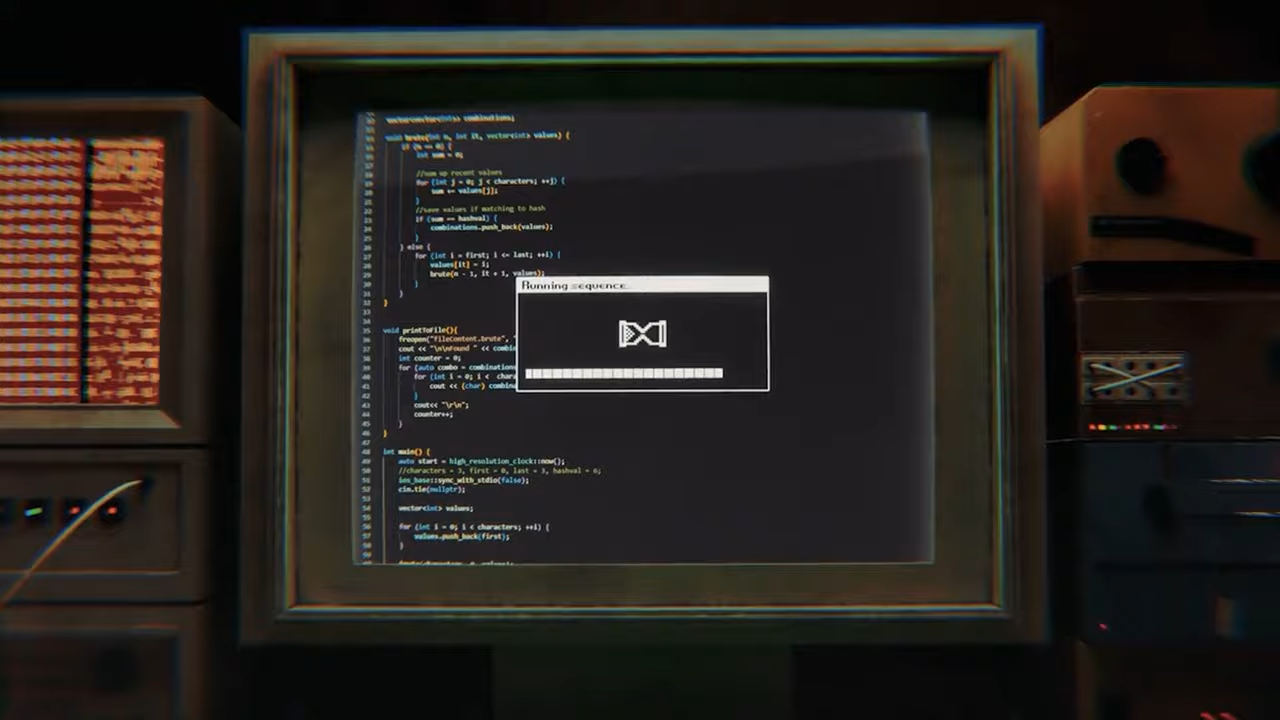 vector<vector<int>> combinations;
void brute(int n, int it, vector<int> values) {
if (n == 0) {
int sum = 0;
//sum up recent values
for (int j = 0; j < characters; ++j) {
sum += values[j];
}
//save values if matching to hash
if (sum == hashval) {
combinations.push_back(values);
}
} else {
for (int i = first; i <= last; ++i) {
values[it] = i;
brute(n - 1, it + 1, values);
}
}
}
Running sequence...
void printToFile(){
freopen("fileContent.brute", "
cout << "\n\nFound " << combin
int counter = 0;
for (auto combo = combinations
for (int i = 0; i < chara
cout << (char) combin
}
cout<< "\r\n";
counter++;
}
}
int main() {
auto start = high_resolution_clock::now();
//characters = 3, first = 0, last = 3, hashval = 6;
ios_base::sync_with_stdio(false);
cin.tie(nullptr);
vector<int> values;
for (int i = 0; i < characters; ++i) {
values.push_back(first);
}